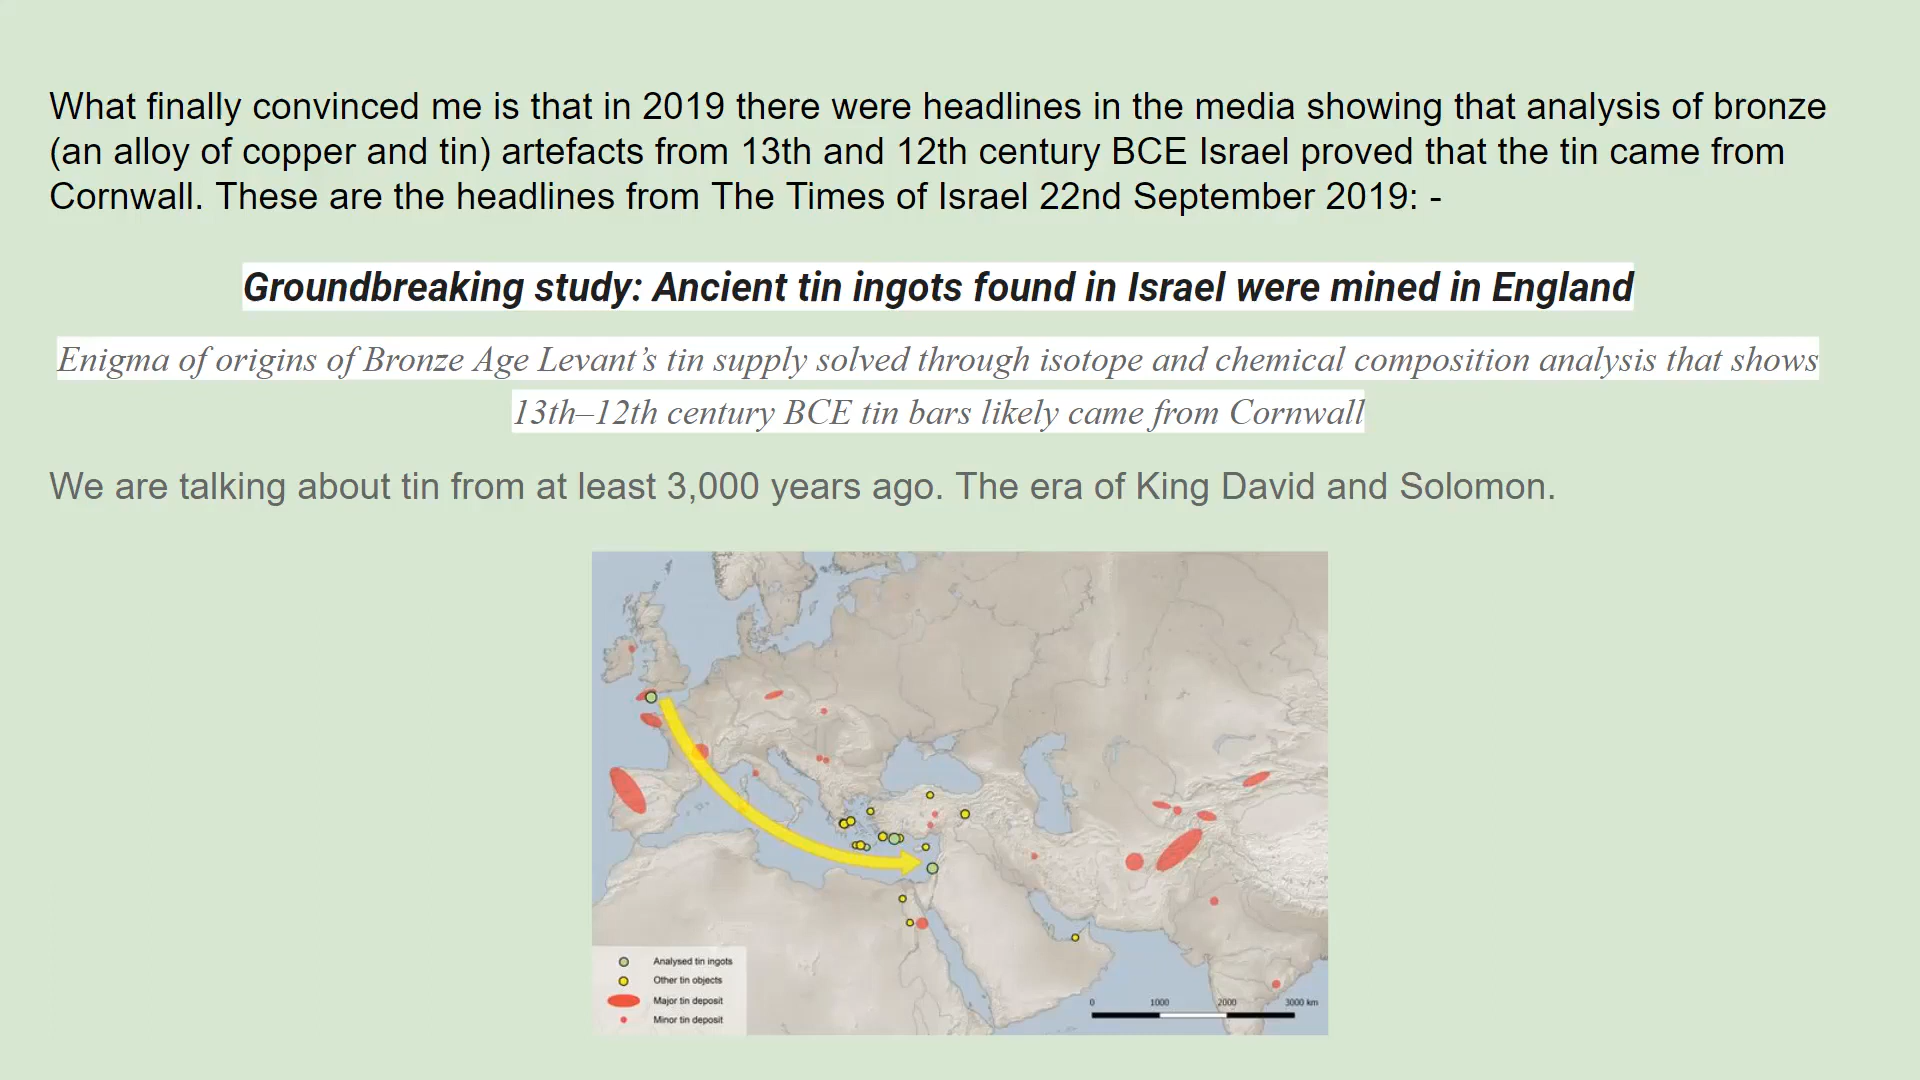 What finally convinced me is that in 2019 there were headlines in the media showing that analysis of bronze
(an alloy of copper and tin) artefacts from 13th and 12th century BCE Israel proved that the tin came from
Cornwall. These are the headlines from The Times of Israel 22nd September 2019: -
Groundbreaking study: Ancient tin ingots found in Israel were mined in England
Enigma of origins of Bronze Age Levant’s tin supply solved through isotope and chemical composition analysis that shows
13th–12th century BCE tin bars likely came from Cornwall
We are talking about tin from at least 3,000 years ago. The era of King David and Solomon.
Analysed tin ingots
Other tin objects
Major tin deposit
Minor tin deposit
0 1000 2000 3000 km